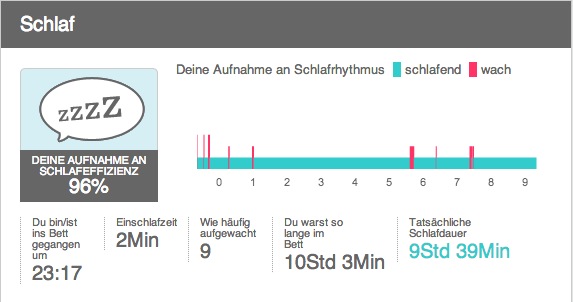 Schlaf
Deine Aufnahme an Schlafrhythmus schlafend wach
zzzZ
DEINE AUFNAHME AN
SCHLAFEFFIZIENZ
96%
0 1 2 3 4 5 6 7 8 9
Du bin/ist
ins Bett
gegangen
um
23:17
Einschlafzeit
2Min
Wie häufig
aufgewacht
9
Du warst so
lange im
Bett
10Std 3Min
Tatsächliche
Schlafdauer
9Std 39Min